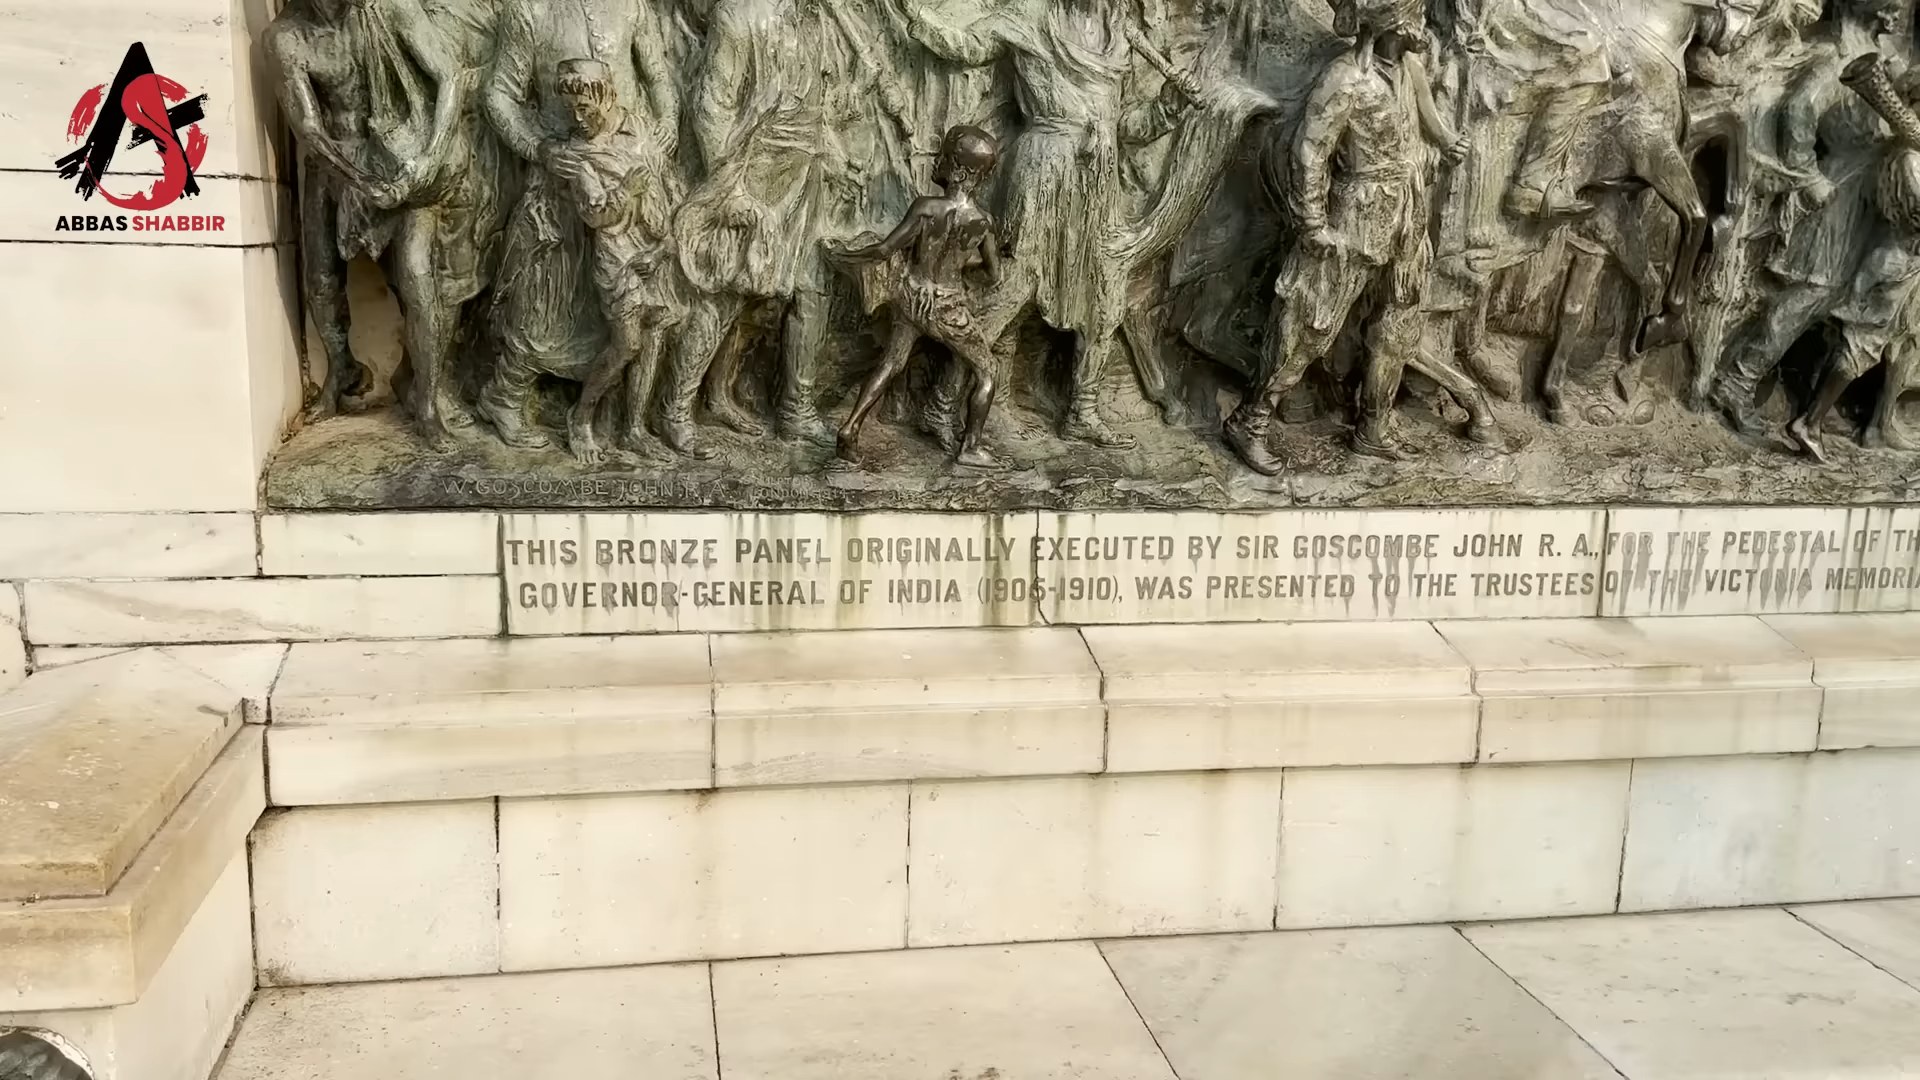 ABBAS SHABBIR
W. GOSCOMBE JOHN R.A.
THIS BRONZE PANEL ORIGINALLY EXECUTED BY SIR GOSCOMBE JOHN R. A., FOR THE PEDESTAL OF TH
GOVERNOR-GENERAL OF INDIA (1905-1910), WAS PRESENTED TO THE TRUSTEES OF THE VICTORIA MEMORIA